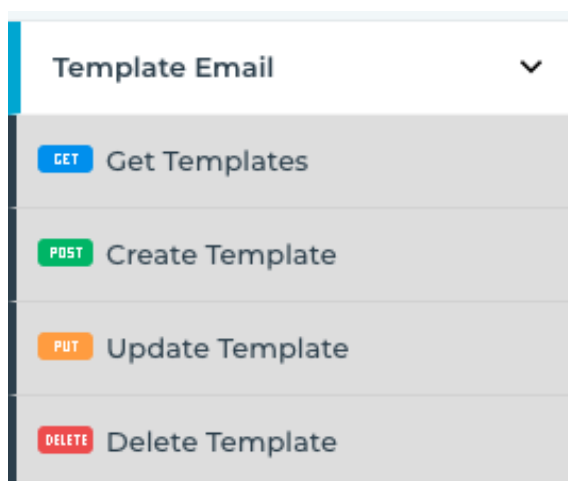 Template Email
GET Get Templates
POST Create Template
PUT Update Template
DELETE Delete Template